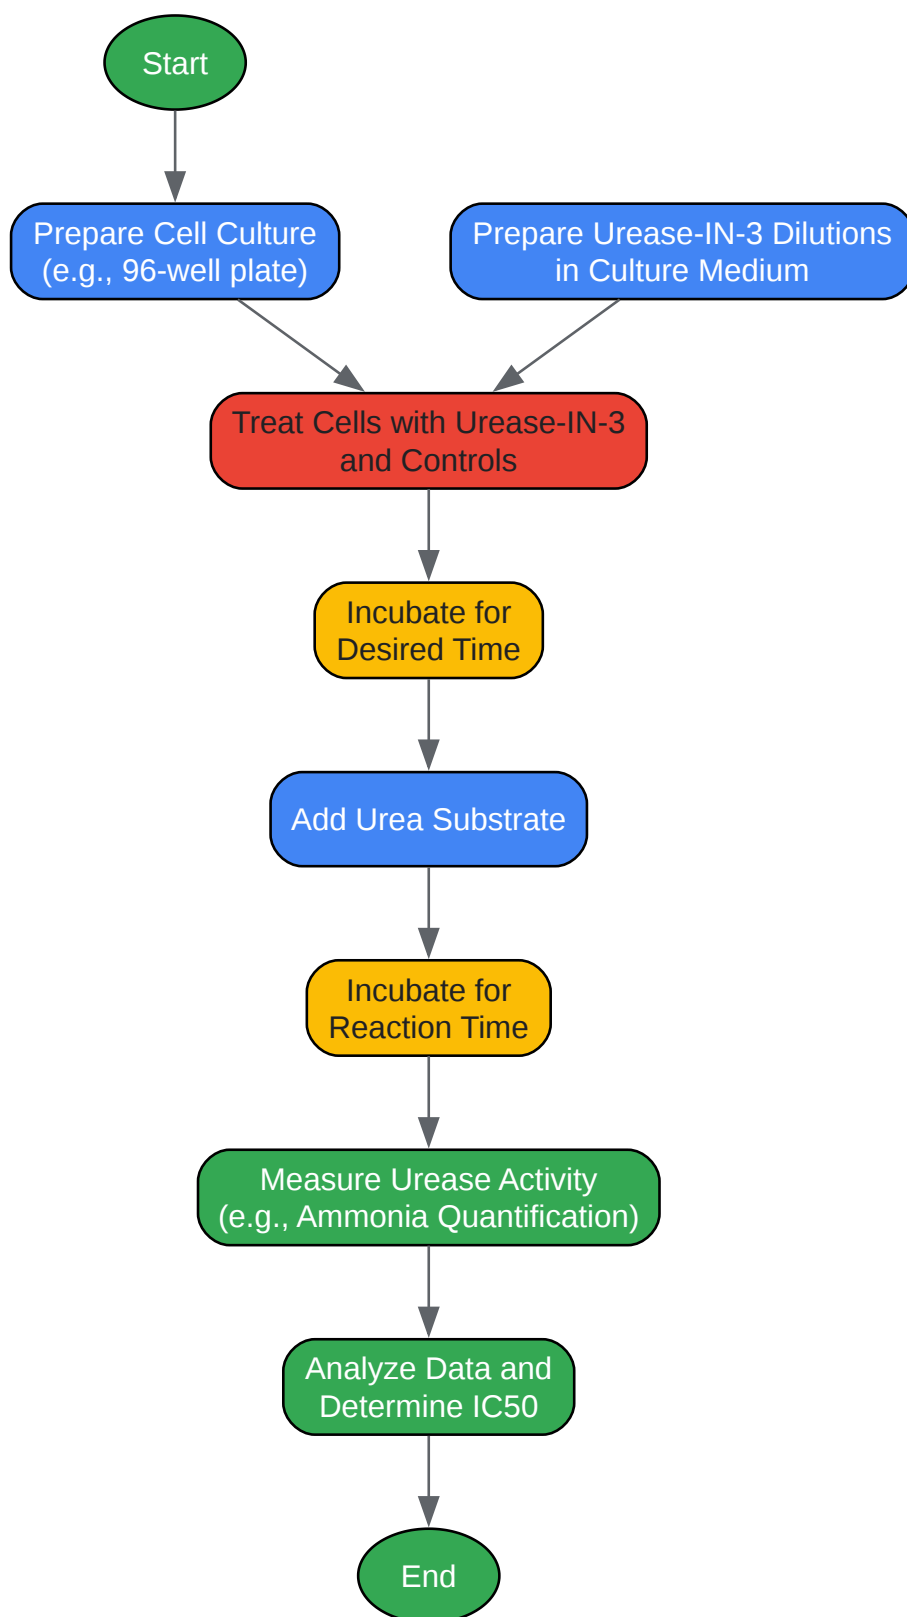 Start
Prepare Cell Culture
(e.g., 96-well plate)
Prepare Urease-IN-3 Dilutions
in Culture Medium
Treat Cells with Urease-IN-3
and Controls
Incubate for
Desired Time
Add Urea Substrate
Incubate for
Reaction Time
Measure Urease Activity
(e.g., Ammonia Quantification)
Analyze Data and
Determine IC50
End